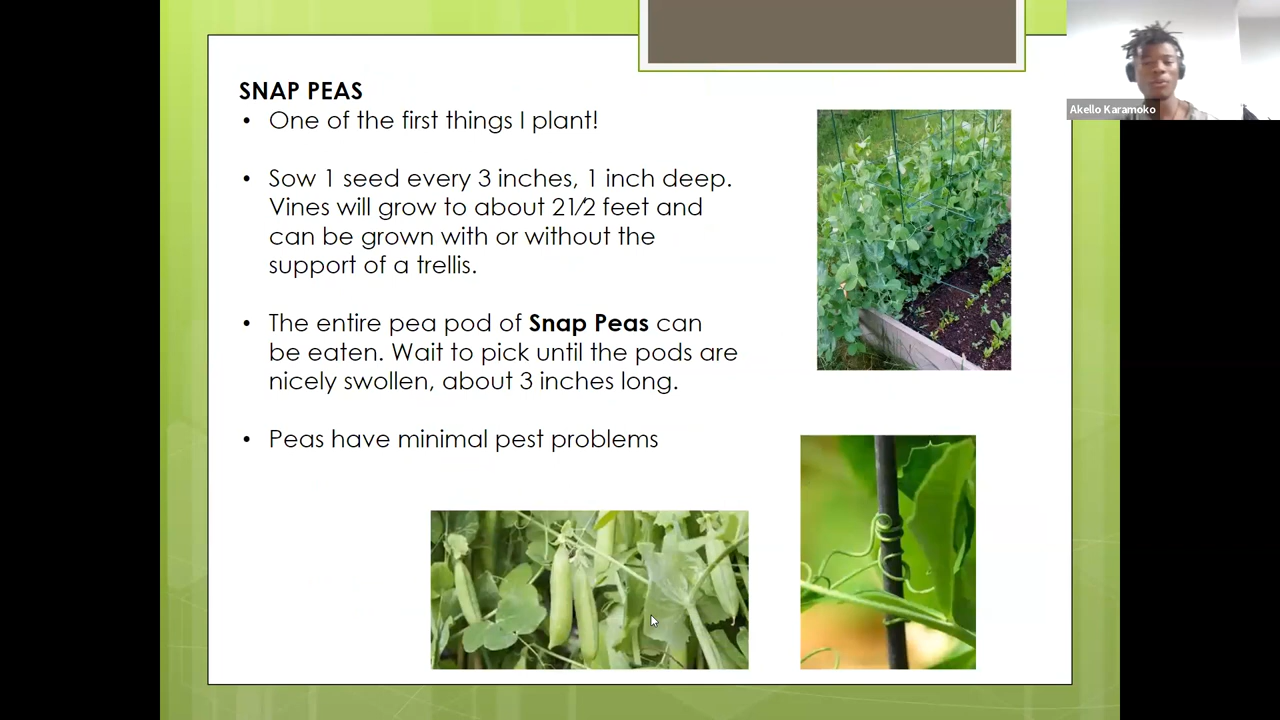 SNAP PEAS
• One of the first things I plant!
• Sow 1 seed every 3 inches, 1 inch deep.
Vines will grow to about 21/2 feet and
can be grown with or without the
support of a trellis.
• The entire pea pod of Snap Peas can
be eaten. Wait to pick until the pods are
nicely swollen, about 3 inches long.
• Peas have minimal pest problems
Akello Karamoko